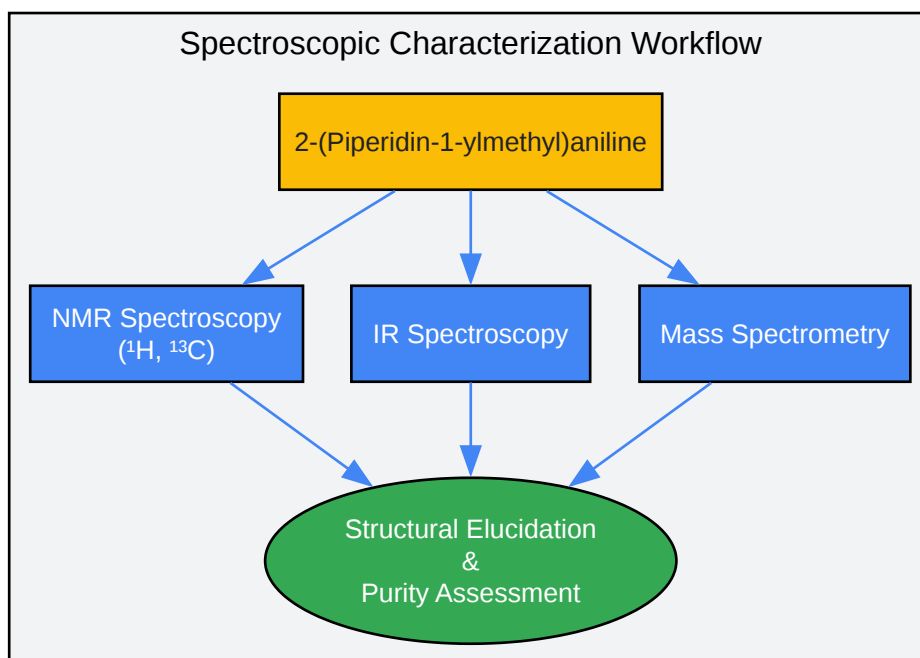 Spectroscopic Characterization Workflow
2-(Piperidin-1-ylmethyl)aniline
NMR Spectroscopy
(¹H, ¹³C)
IR Spectroscopy
Mass Spectrometry
Structural Elucidation
&
Purity Assessment